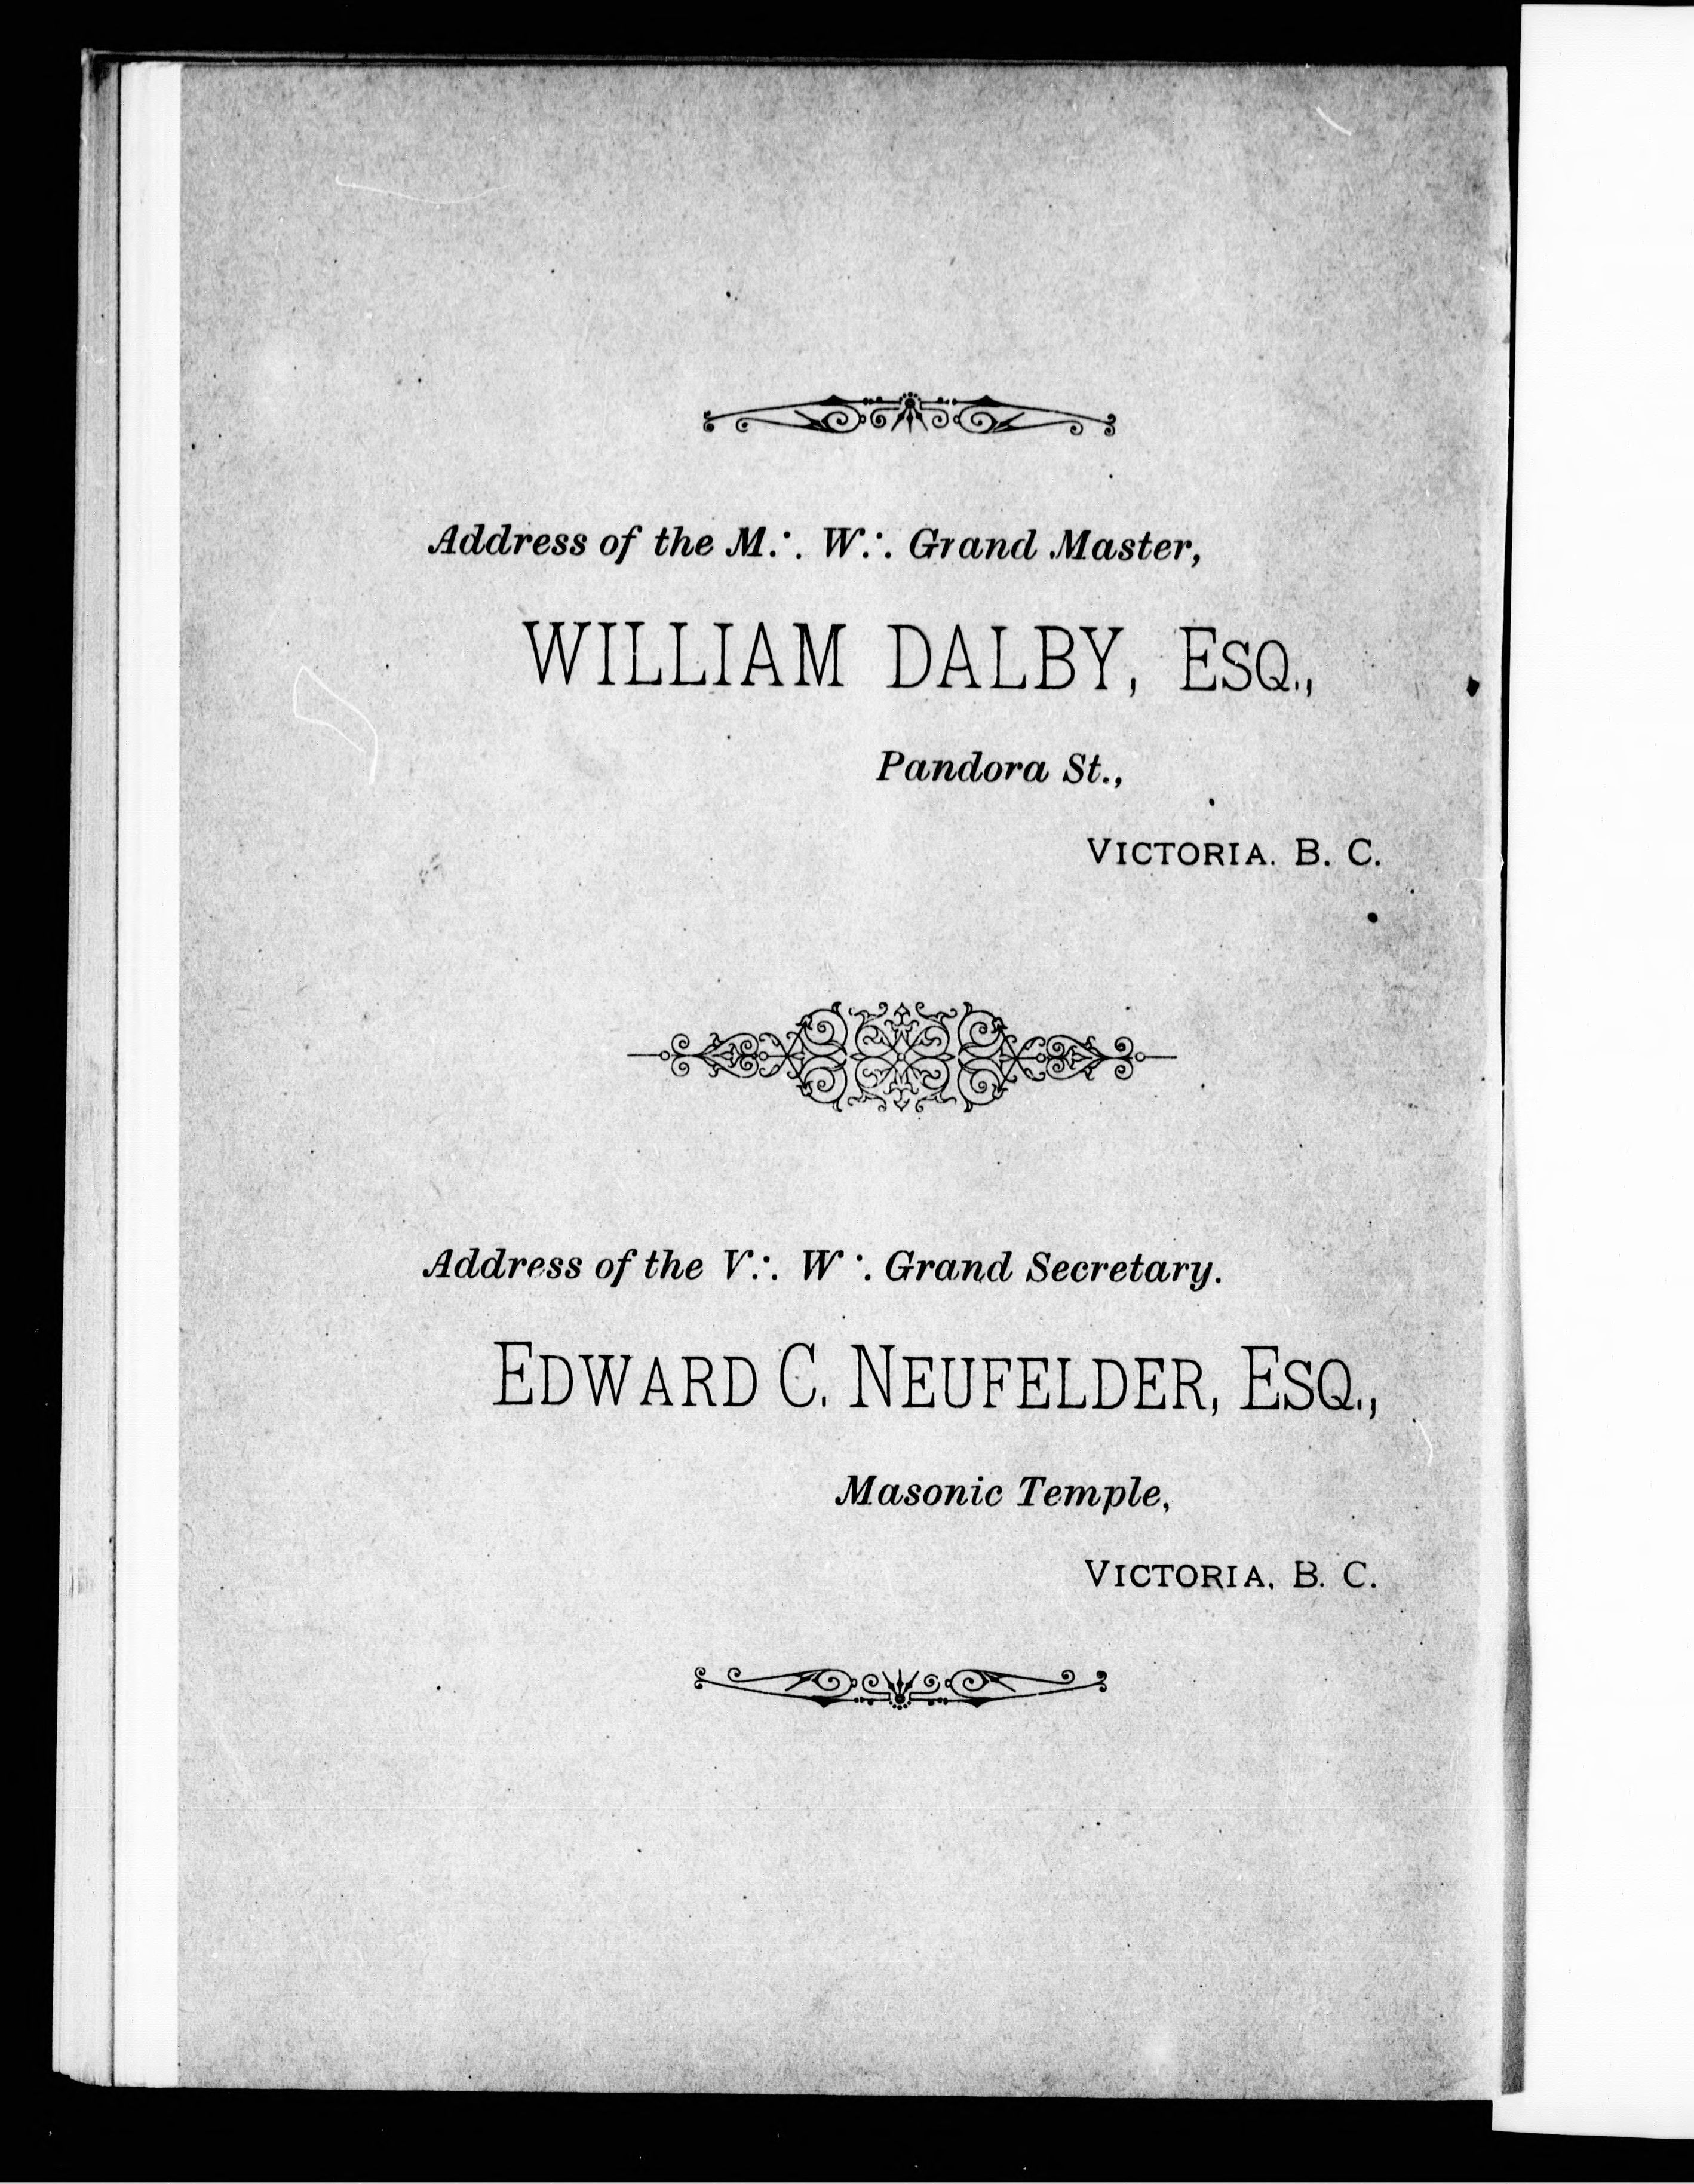 Address of the M.·. W.·. Grand Master,
WILLIAM DALBY, ESQ.,
Pandora St.,
VICTORIA. B. C.
Address of the V.·. W ·. Grand Secretary.
EDWARD C. NEUFELDER, ESQ.,
Masonic Temple,
VICTORIA, B. C.